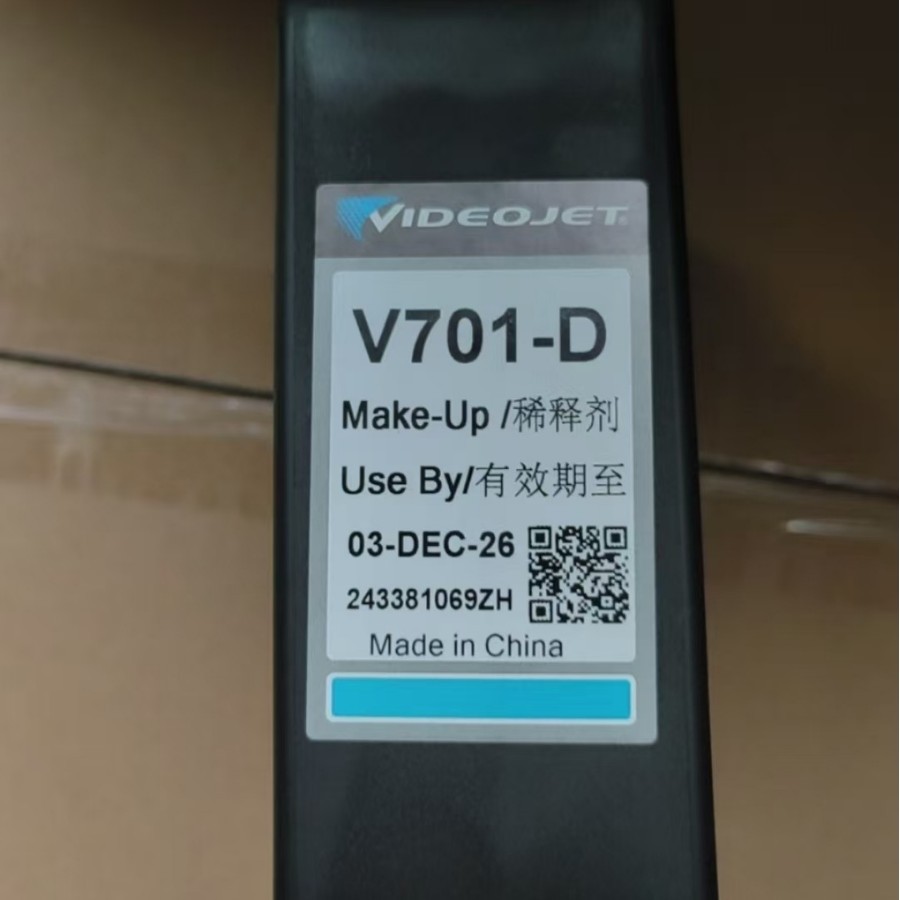 VIDEOJET
V701-D
Make-Up /稀释剂
Use By/有效期至
03-DEC-26
243381069ZH
Made in China